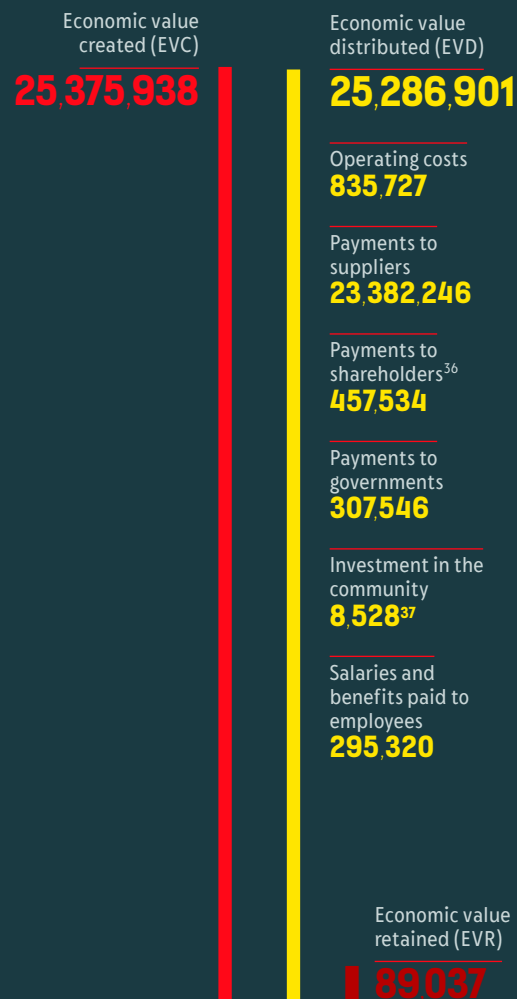 Economic value
created (EVC)
25,375,938
Economic value
distributed (EVD)
25,286,901
Operating costs
835,727
Payments to
suppliers
23,382,246
Payments to
shareholders36
457,534
Payments to
governments
307,546
Investment in the
community
8,52837
Salaries and
benefits paid to
employees
295,320
Economic value
retained (EVR)
89,037